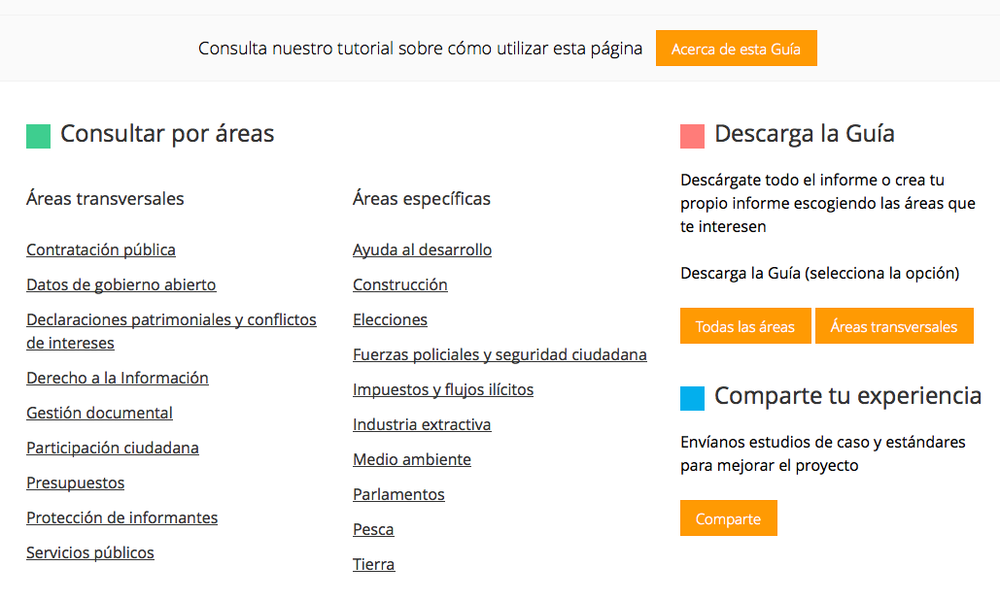 Consulta nuestro tutorial sobre cómo utilizar esta página
Acerca de esta Guía
Consultar por áreas
Áreas transversales
Contratación pública
Datos de gobierno abierto
Declaraciones patrimoniales y conflictos
de intereses
Derecho a la Información
Gestión documental
Participación ciudadana
Presupuestos
Protección de informantes
Servicios públicos
Áreas específicas
Ayuda al desarrollo
Construcción
Elecciones
Fuerzas policiales y seguridad ciudadana
Impuestos y flujos ilícitos
Industria extractiva
Medio ambiente
Parlamentos
Pesca
Tierra
Descarga la Guía
Descárgate todo el informe o crea tu
propio informe escogiendo las áreas que
te interesen
Descarga la Guía (selecciona la opción)
Todas las áreas
Áreas transversales
Comparte tu experiencia
Envíanos estudios de caso y estándares
para mejorar el proyecto
Comparte